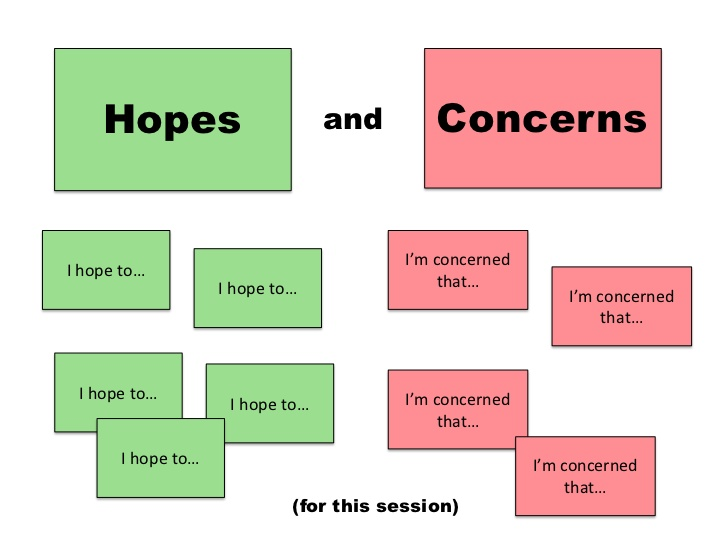 Hopes
and
Concerns
I hope to…
I hope to…
I'm concerned
that…
I'm concerned
that…
I hope to…
I hope to…
I hope to…
I'm concerned
that…
I'm concerned
that…
(for this session)